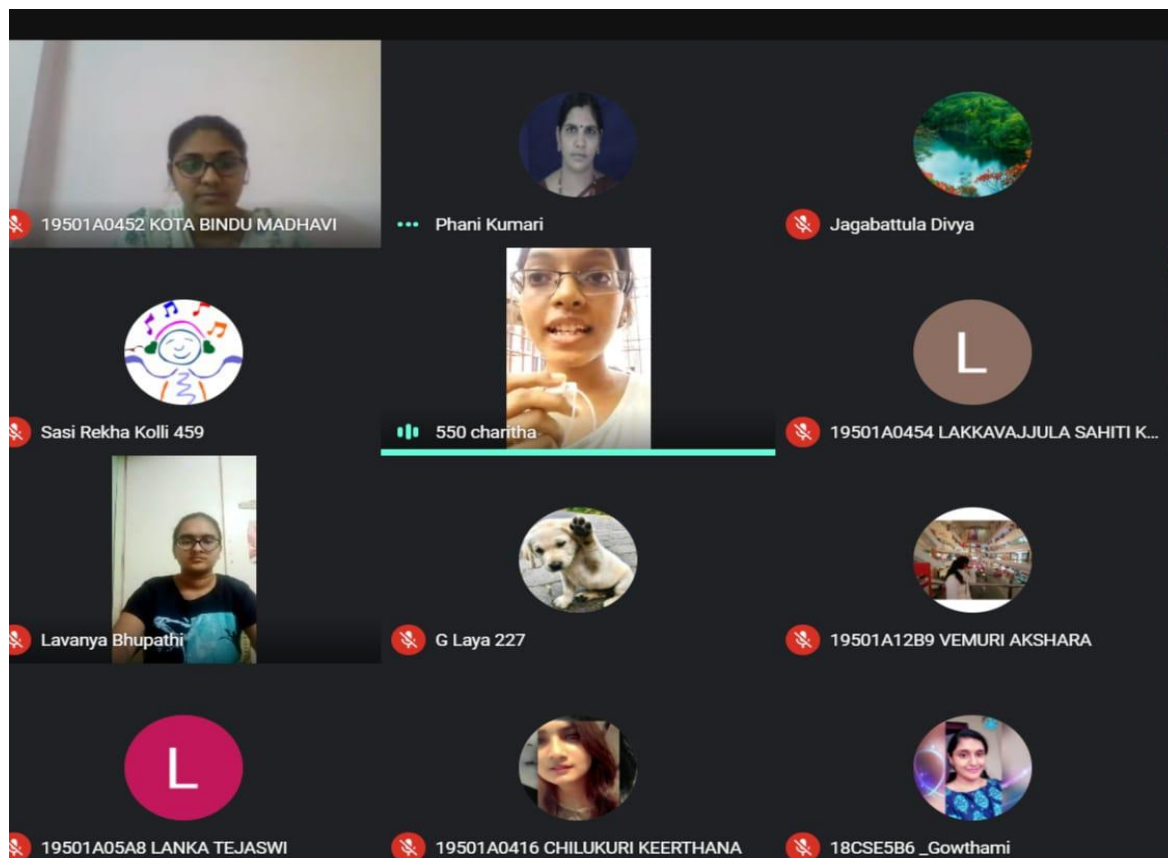 19501A0452 KOTA BINDU MADHAVI
Phani Kumari
Jagabattula Divya
Sasi Rekha Kolli 459
550 charitha
L
19501A0454 LAKKAVAJJULA SAHITI K...
Lavanya Bhupathi
G Laya 227
19501A12B9 VEMURI AKSHARA
L
19501A05A8 LANKA TEJASWI
19501A0416 CHILUKURI KEERTHANA
18CSE5B6 _Gowthami